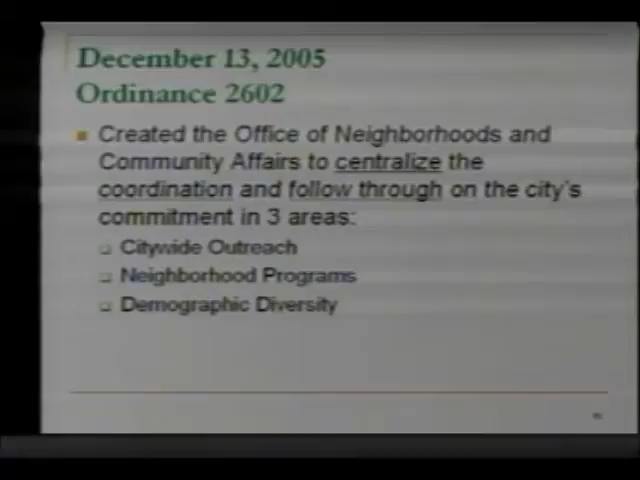 December 13, 2005
Ordinance 2602
Created the Office of Neighborhoods and
Community Affairs to centralize the
coordination and follow through on the city's
commitment in 3 areas:
Citywide Outreach
Neighborhood Programs
Demographic Diversity